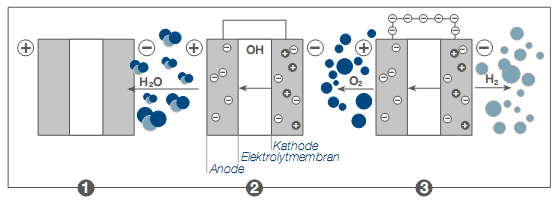 H₂O
OH
O₂
H₂
Kathode
Elektrolytmembran
Anode
1
2
3